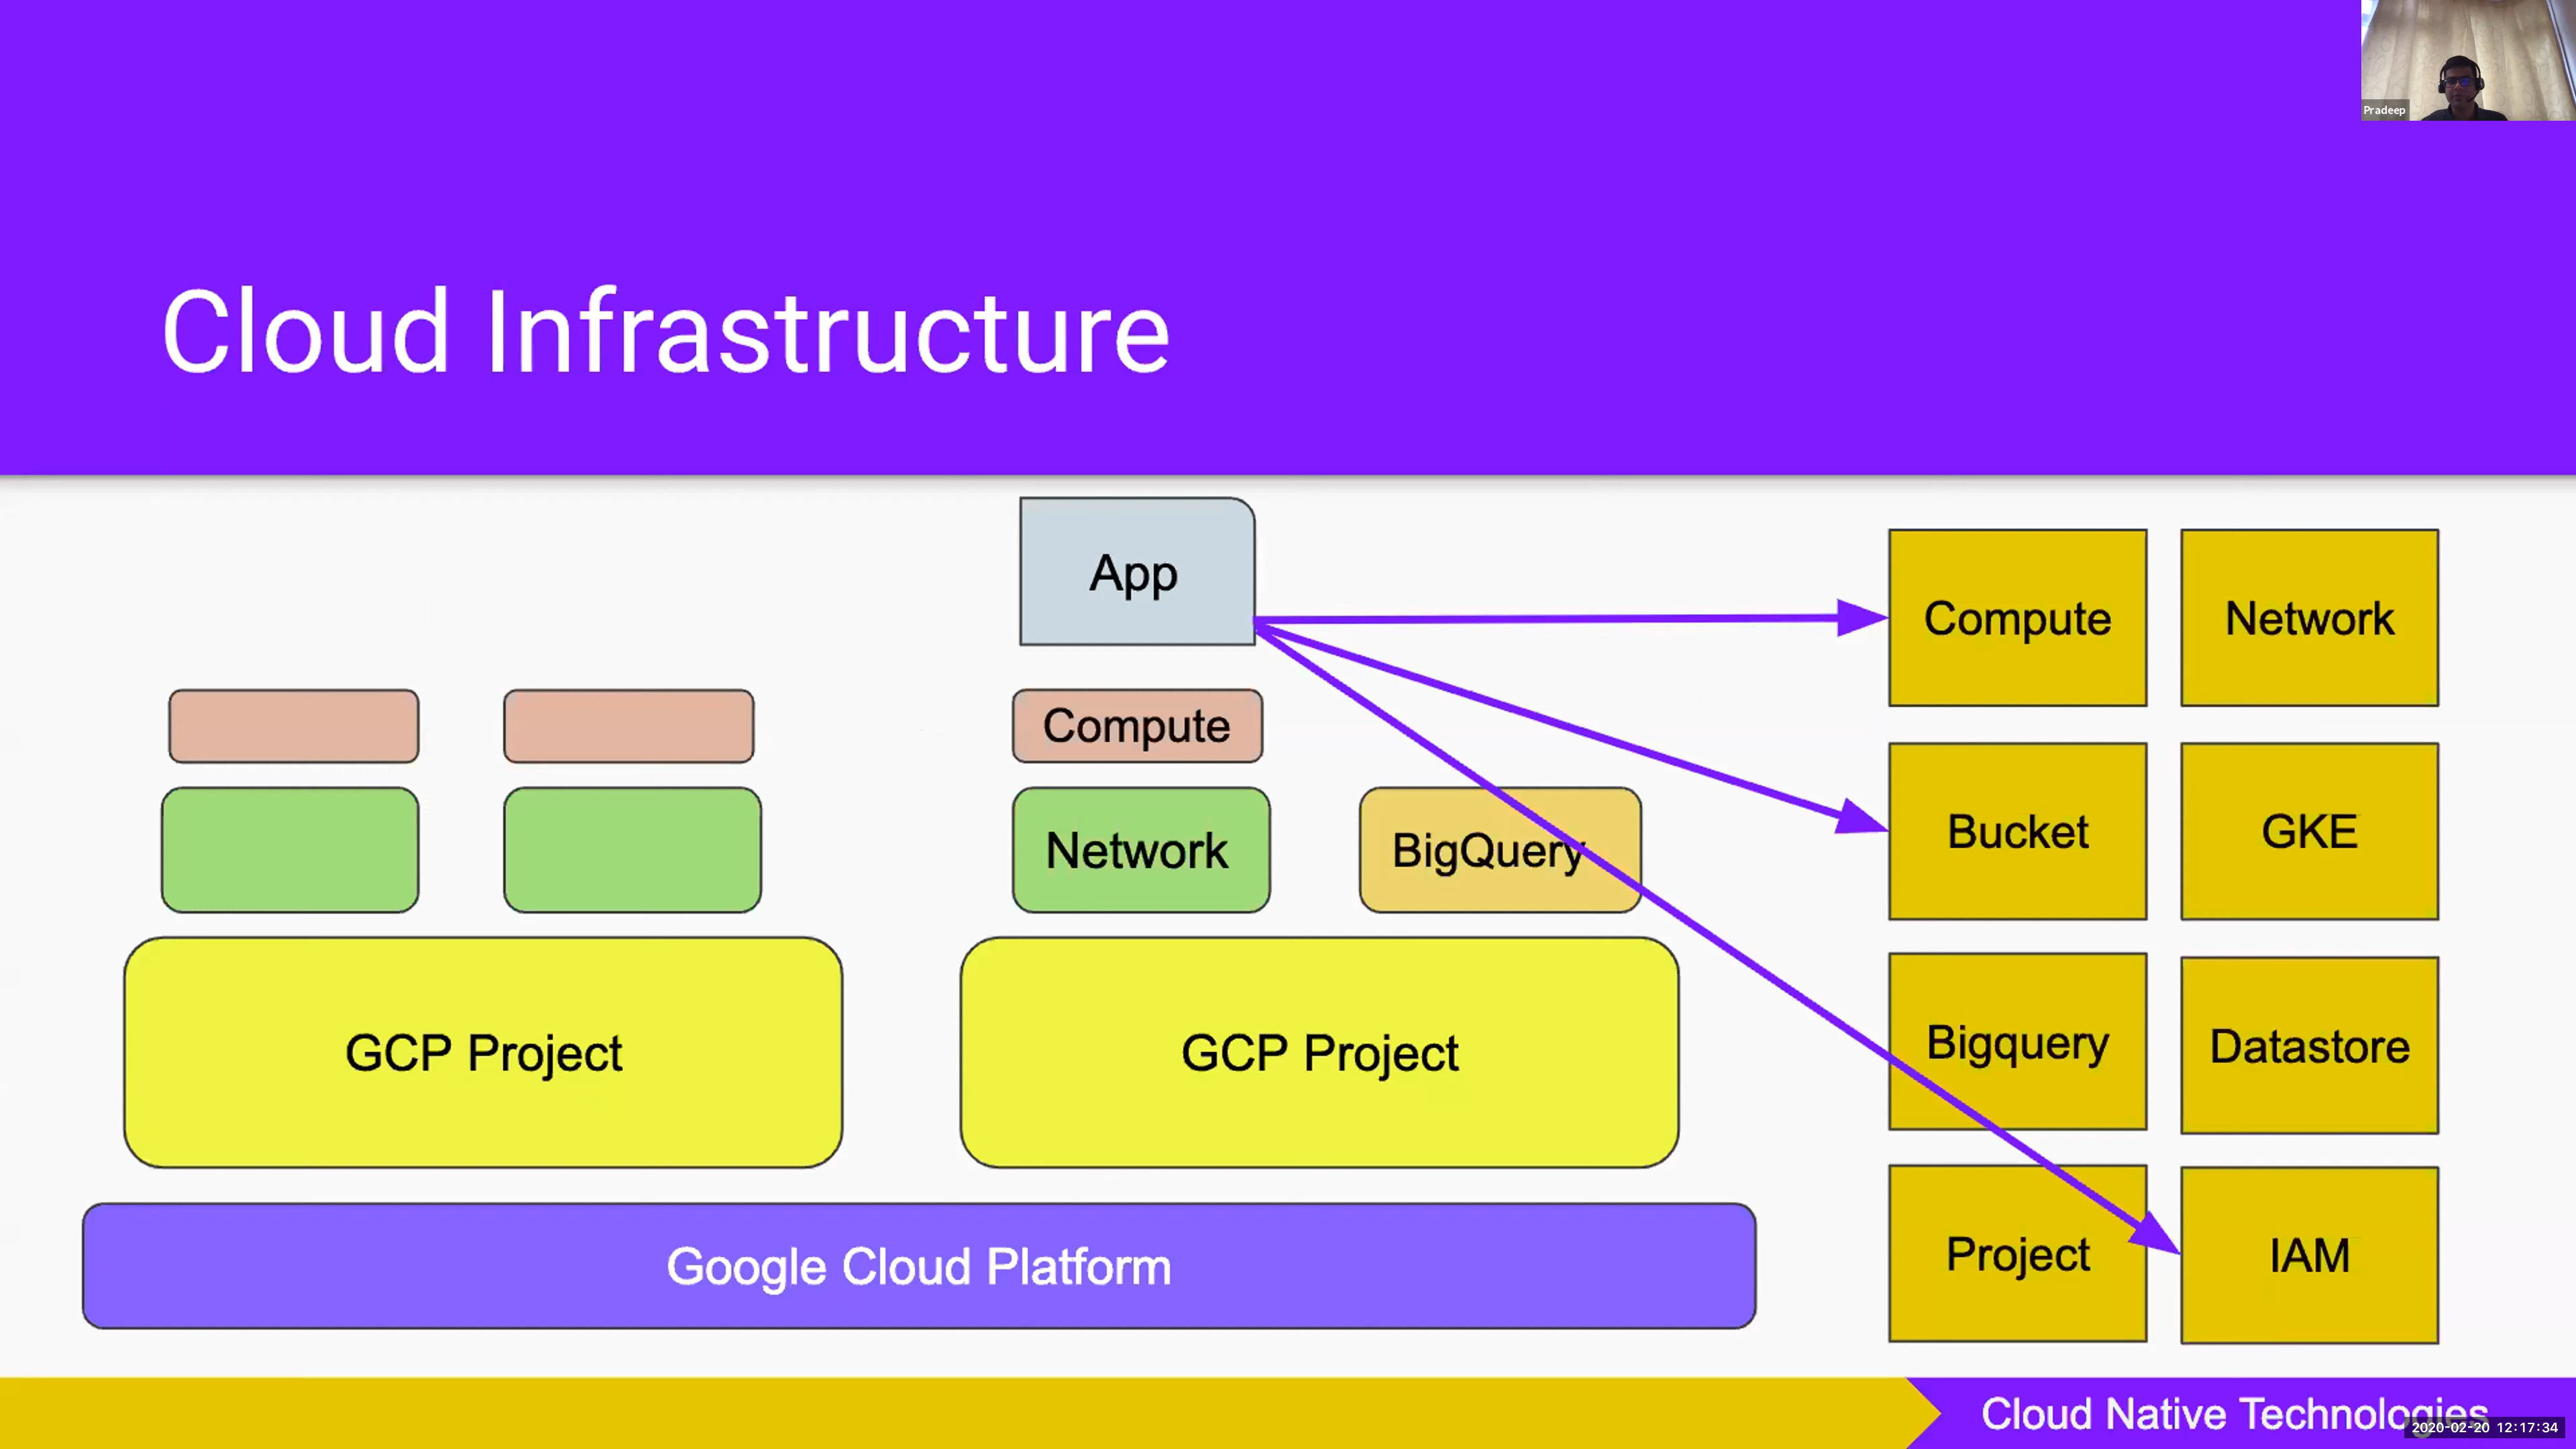 Pradeep
Cloud Infrastructure
App
Compute
Network
BigQuery
GCP Project
GCP Project
Google Cloud Platform
Compute
Network
Bucket
GKE
Bigquery
Datastore
Project
IAM
Cloud Native Technologies
2020-02-20 12:17:34